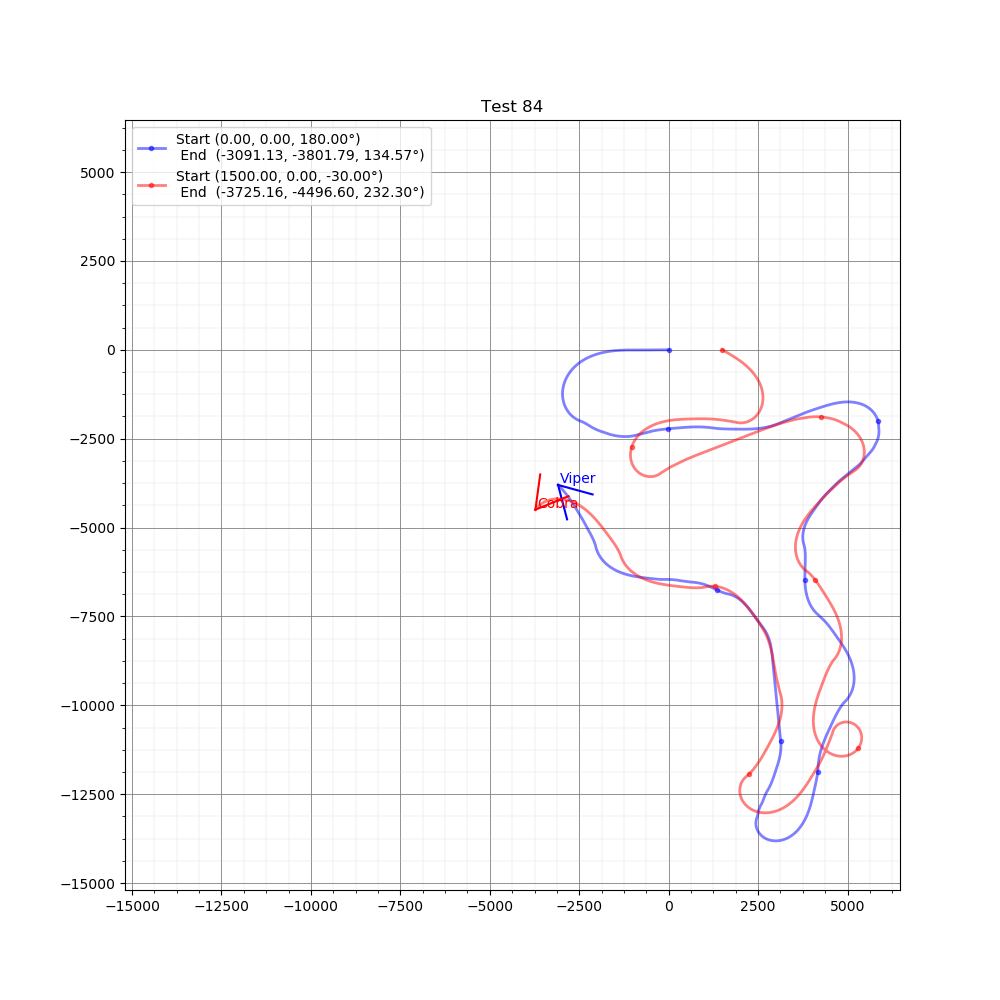 Test 84
Start (0.00, 0.00, 180.00°)
End (-3091.13, -3801.79, 134.57°)
Start (1500.00, 0.00, -30.00°)
End (-3725.16, -4496.60, 232.30°)
5000
2500
0
−2500
−5000
−7500
−10000
−12500
−15000
Viper
Cobra
−15000 −12500 −10000 −7500 −5000 −2500 0 2500 5000